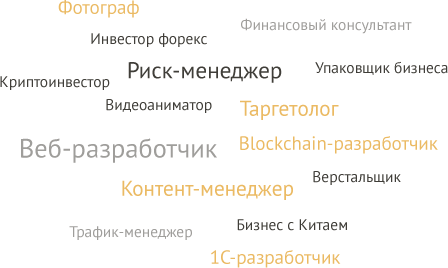 Фотограф
Финансовый консультант
Инвестор форекс
Риск-менеджер
Упаковщик бизнеса
Криптоинвестор
Видеоаниматор
Таргетолог
Веб-разработчик
Blockchain-разработчик
Верстальщик
Контент-менеджер
Трафик-менеджер
Бизнес с Китаем
1С-разработчик